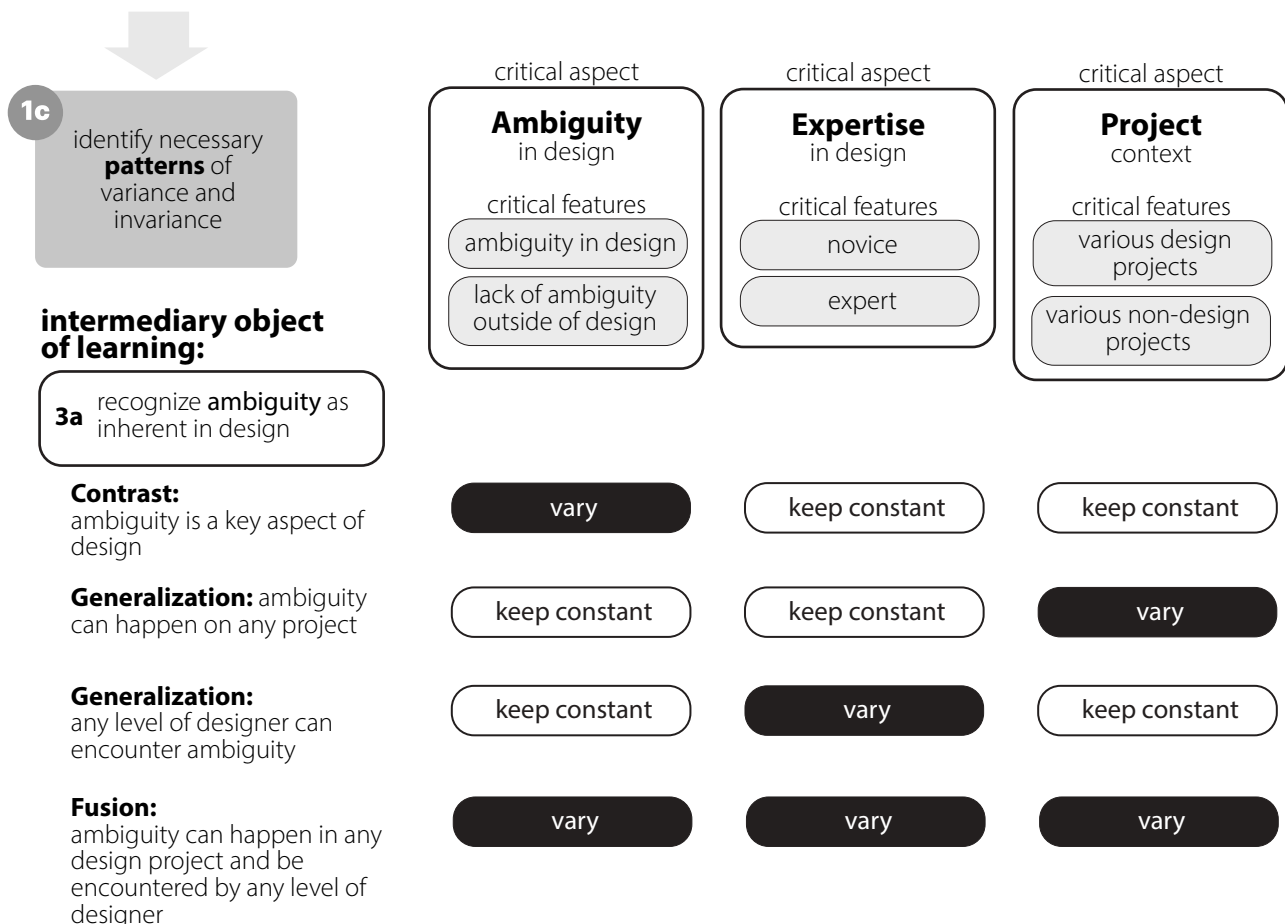 1c
identify necessary
patterns of
variance and
invariance
critical aspect
Ambiguity
in design
critical features
ambiguity in design
lack of ambiguity
outside of design
critical aspect
Expertise
in design
critical features
novice
expert
critical aspect
Project
context
critical features
various design
projects
various non-design
projects
intermediary object
of learning:
3a recognize ambiguity as
inherent in design
Contrast:
ambiguity is a key aspect of
design
vary
keep constant
keep constant
Generalization: ambiguity
can happen on any project
keep constant
keep constant
vary
Generalization:
any level of designer can
encounter ambiguity
keep constant
vary
keep constant
Fusion:
ambiguity can happen in any
design project and be
encountered by any level of
designer
vary
vary
vary